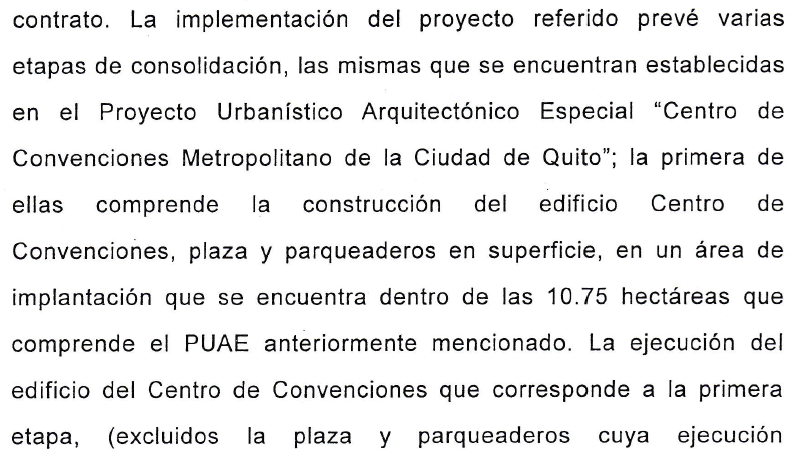 contrato. La implementación del proyecto referido prevé varias
etapas de consolidación, las mismas que se encuentran establecidas
en el Proyecto Urbanístico Arquitectónico Especial “Centro de
Convenciones Metropolitano de la Ciudad de Quito”; la primera de
ellas comprende la construcción del edificio Centro de
Convenciones, plaza y parqueaderos en superficie, en un área de
implantación que se encuentra dentro de las 10.75 hectáreas que
comprende el PUAE anteriormente mencionado. La ejecución del
edificio del Centro de Convenciones que corresponde a la primera
etapa, (excluidos la plaza y parqueaderos cuya ejecución